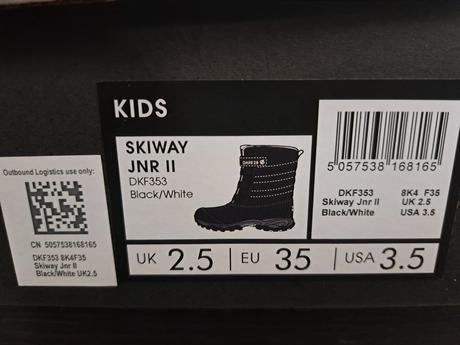 KIDS
SKIWAY
JNR II
DKF353
Black/White
DARE2B
UK 2.5 | EU 35 | USA 3.5
5 057538 168165
DKF353 8K4 F35
Skiway Jnr II UK 2.5
Black/White USA 3.5
Outbound Logistics use only:
CN 5057538168165
DKF353 8K4F35
Skiway Jnr II
Black/White UK2.5